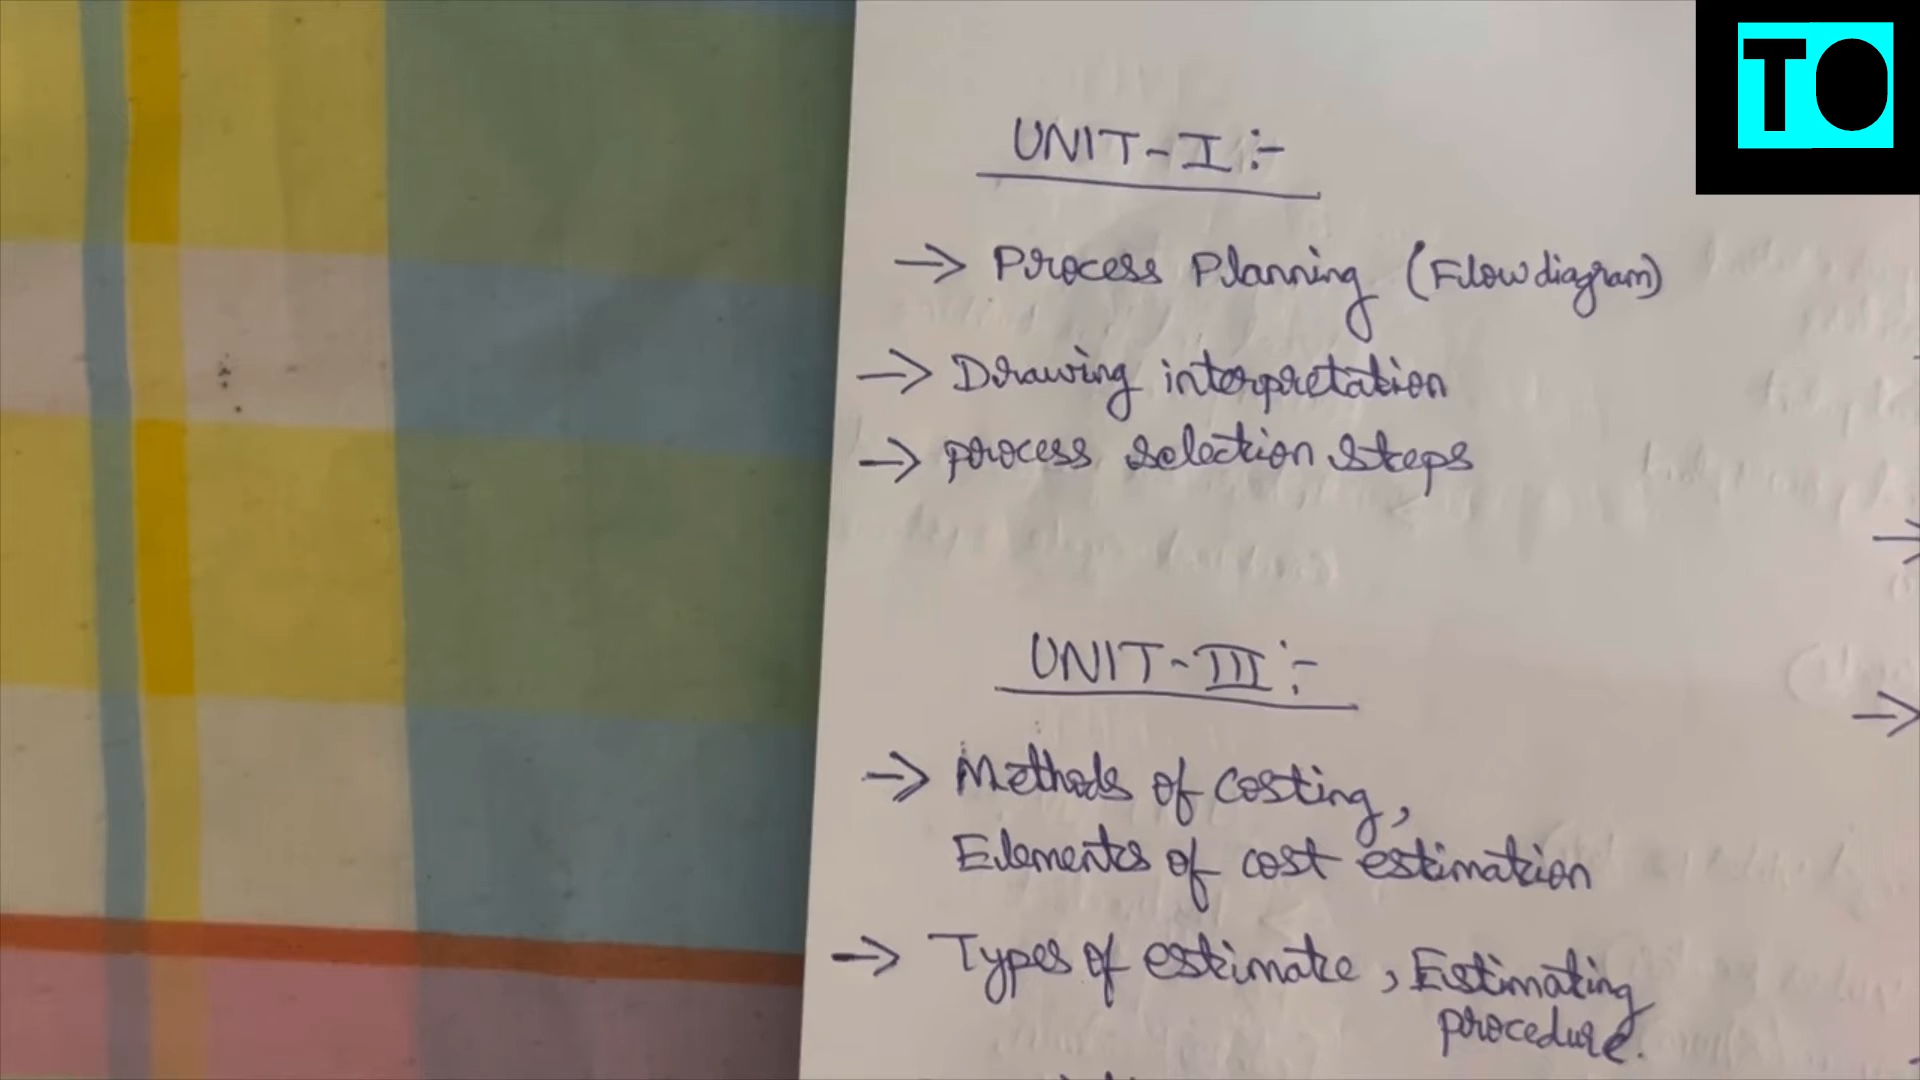 TO
UNIT-I :-
→ Process Planning (Flow diagram)
→ Drawing interpretation
→ process selection steps
→
UNIT-III :-
→
→ Methods of costing,
Elements of cost estimation
→ Types of estimate, Estimating
procedure.